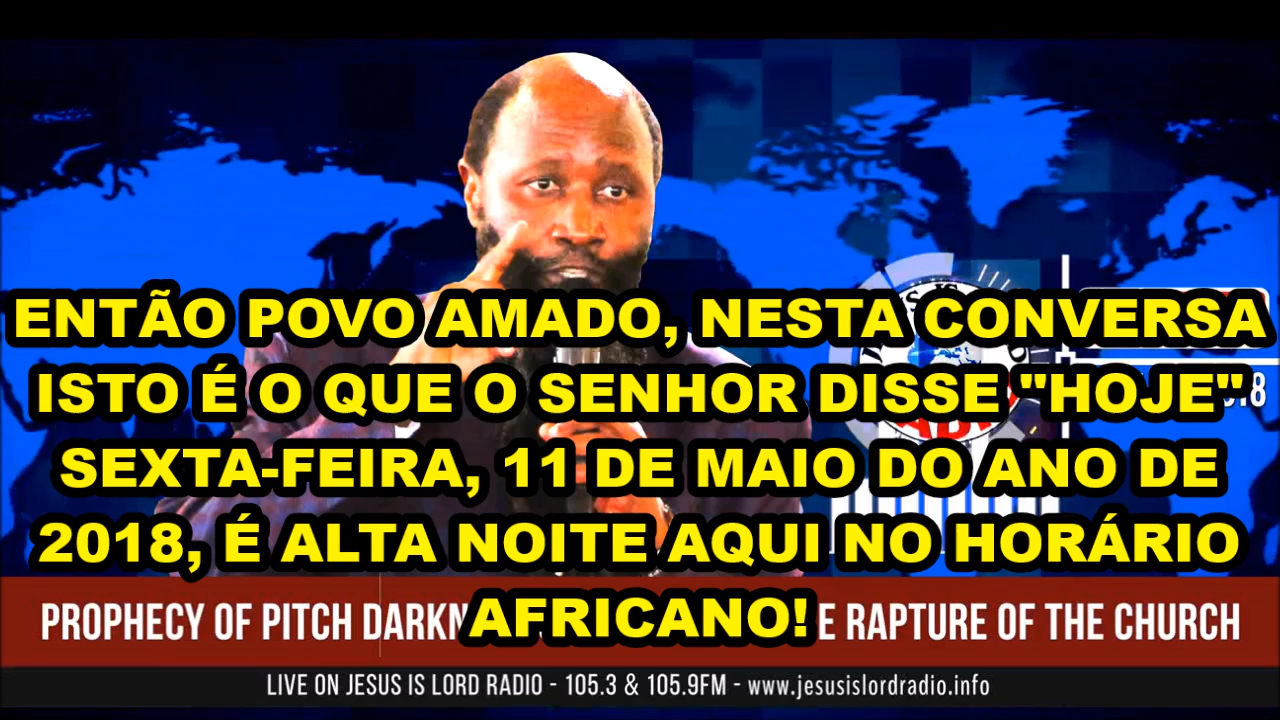 ENTÃO POVO AMADO, NESTA CONVERSA
ISTO É O QUE O SENHOR DISSE "HOJE"
SEXTA-FEIRA, 11 DE MAIO DO ANO DE
2018, É ALTA NOITE AQUI NO HORÁRIO
AFRICANO!
PROPHECY OF PITCH RAPTURE OF THE CHURCH
LIVE ON JESUS IS LORD RADIO - 105.3 & 105.9FM - www.jesusislordradio.info